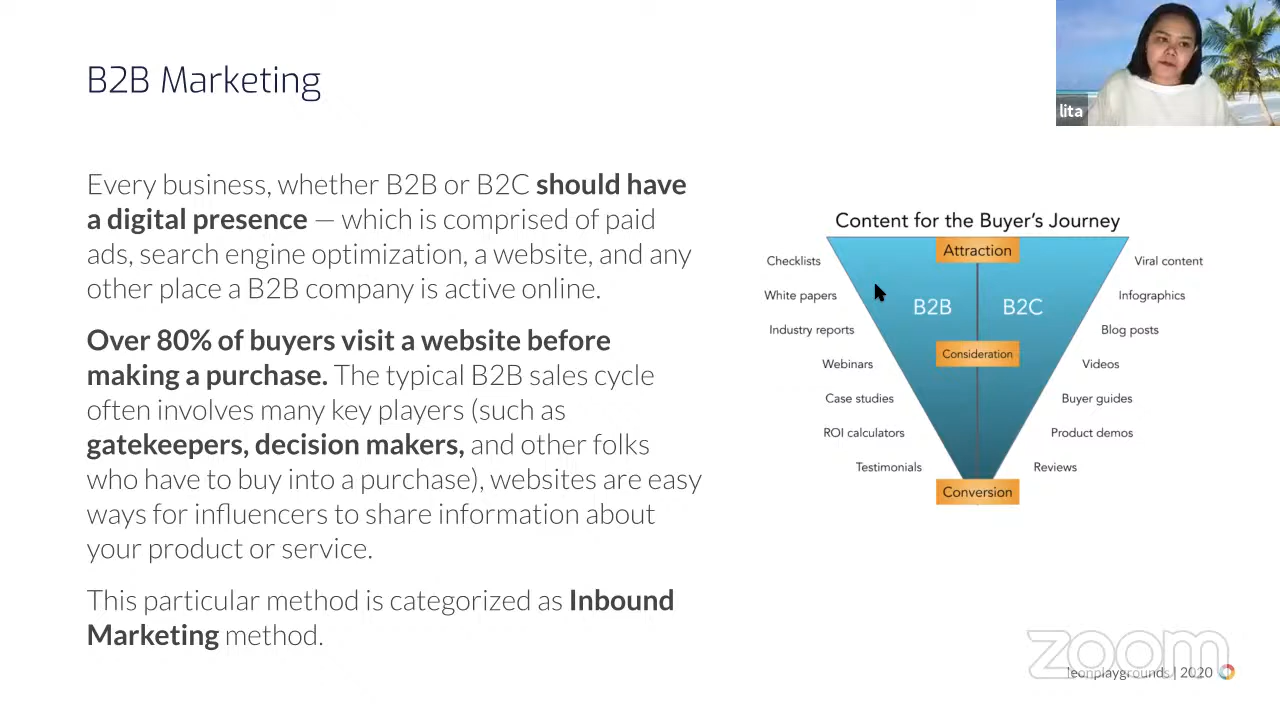 B2B Marketing
lita
Every business, whether B2B or B2C should have
a digital presence — which is comprised of paid
ads, search engine optimization, a website, and any
other place a B2B company is active online.
Over 80% of buyers visit a website before
making a purchase. The typical B2B sales cycle
often involves many key players (such as
gatekeepers, decision makers, and other folks
who have to buy into a purchase), websites are easy
ways for influencers to share information about
your product or service.
This particular method is categorized as Inbound
Marketing method.
Content for the Buyer's Journey
Attraction
Checklists
Viral content
White papers
B2B
B2C
Infographics
Industry reports
Blog posts
Consideration
Webinars
Videos
Case studies
Buyer guides
ROI calculators
Product demos
Testimonials
Reviews
Conversion
zoom
leonplaygrounds | 2020